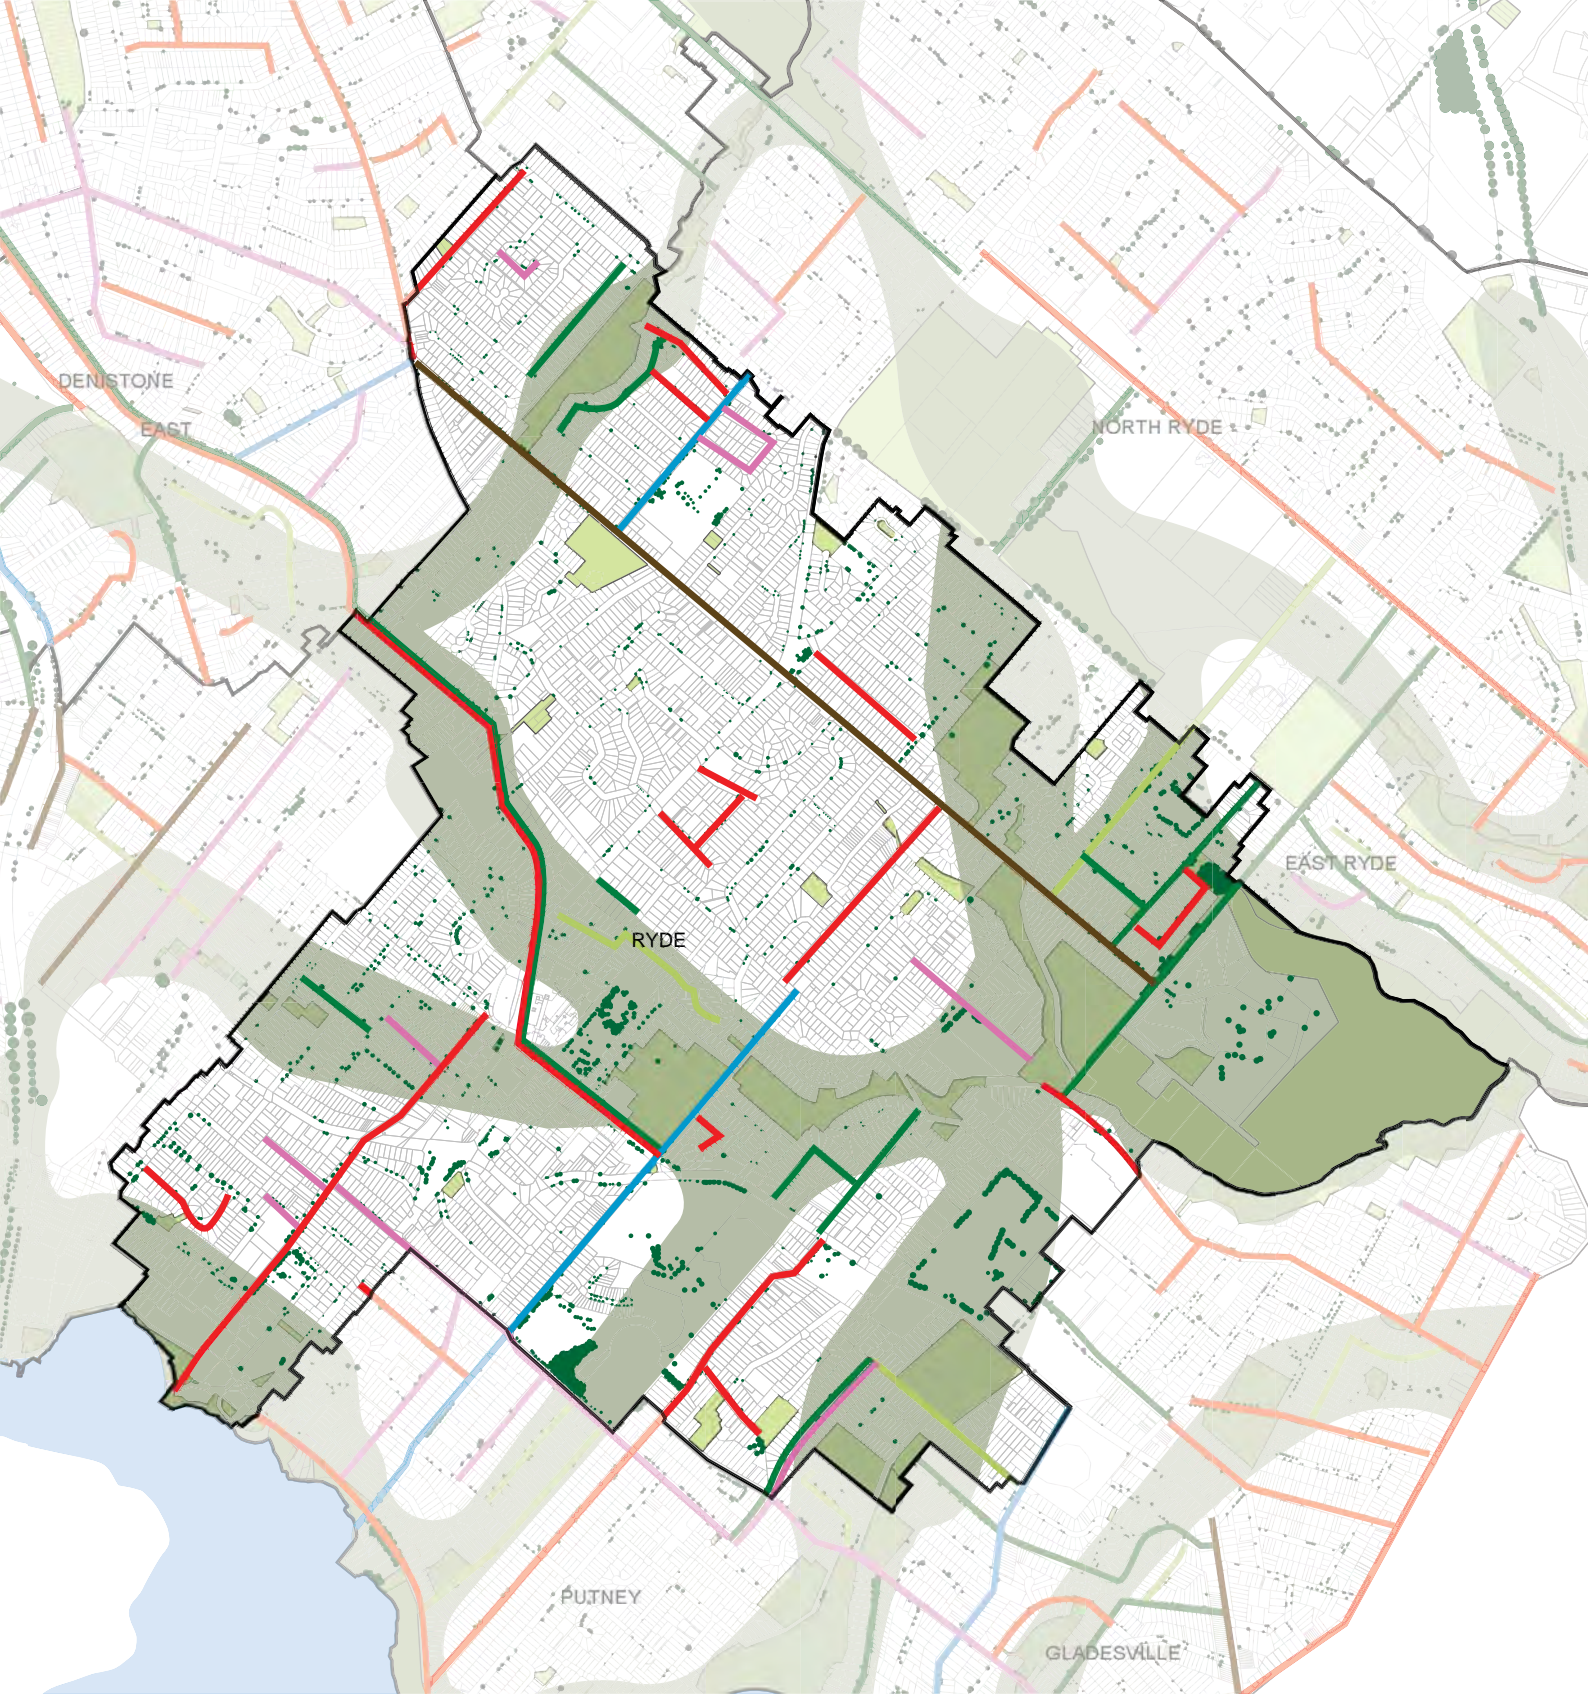 DENISTONE
EAST
NORTH RYDE
EAST RYDE
RYDE
PUTNEY
GLADESVILLE